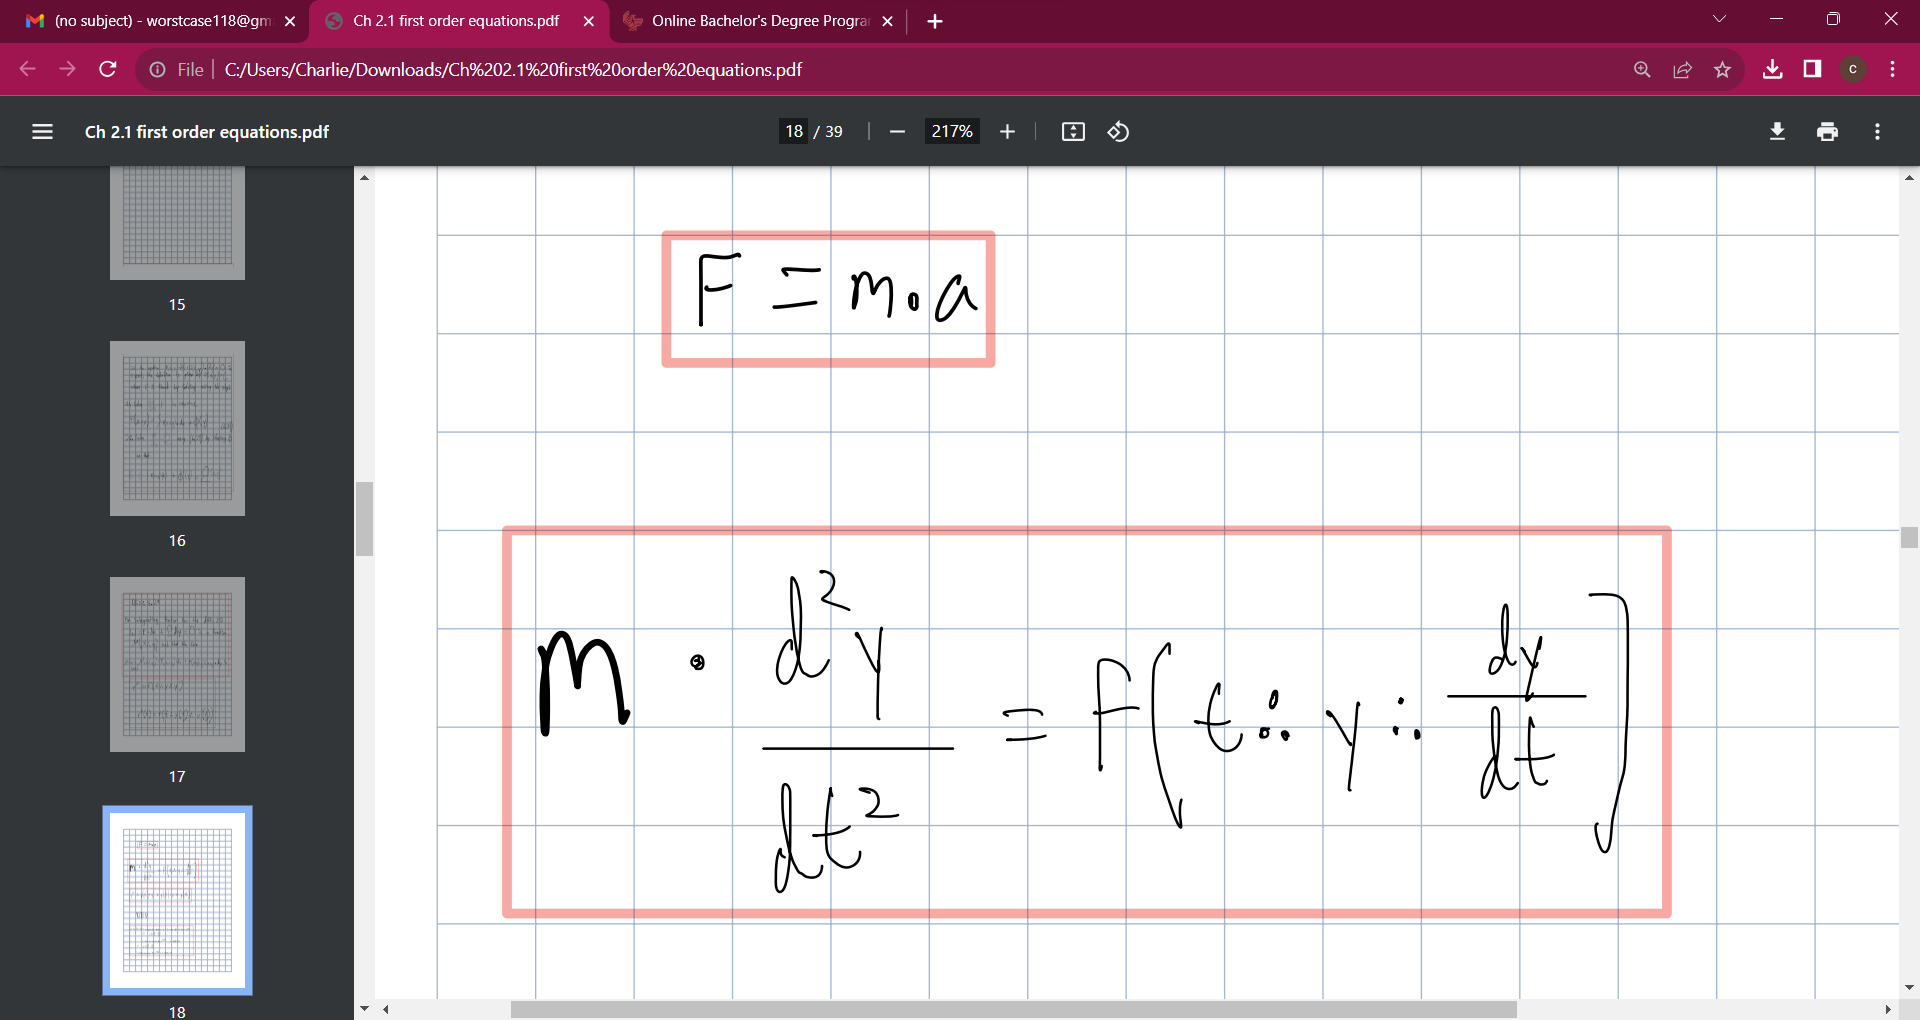 (no subject) - worstcase118@gm
Ch 2.1 first order equations.pdf
Online Bachelor's Degree Progra
File
C:/Users/Charlie/Downloads/Ch%202.1%20first%20order%20equations.pdf
c
Ch 2.1 first order equations.pdf
18 / 39
217%
15
16
17
18
F = m∘a
m · d²y/dt² = F(t ∴ y ∴ dy/dt]